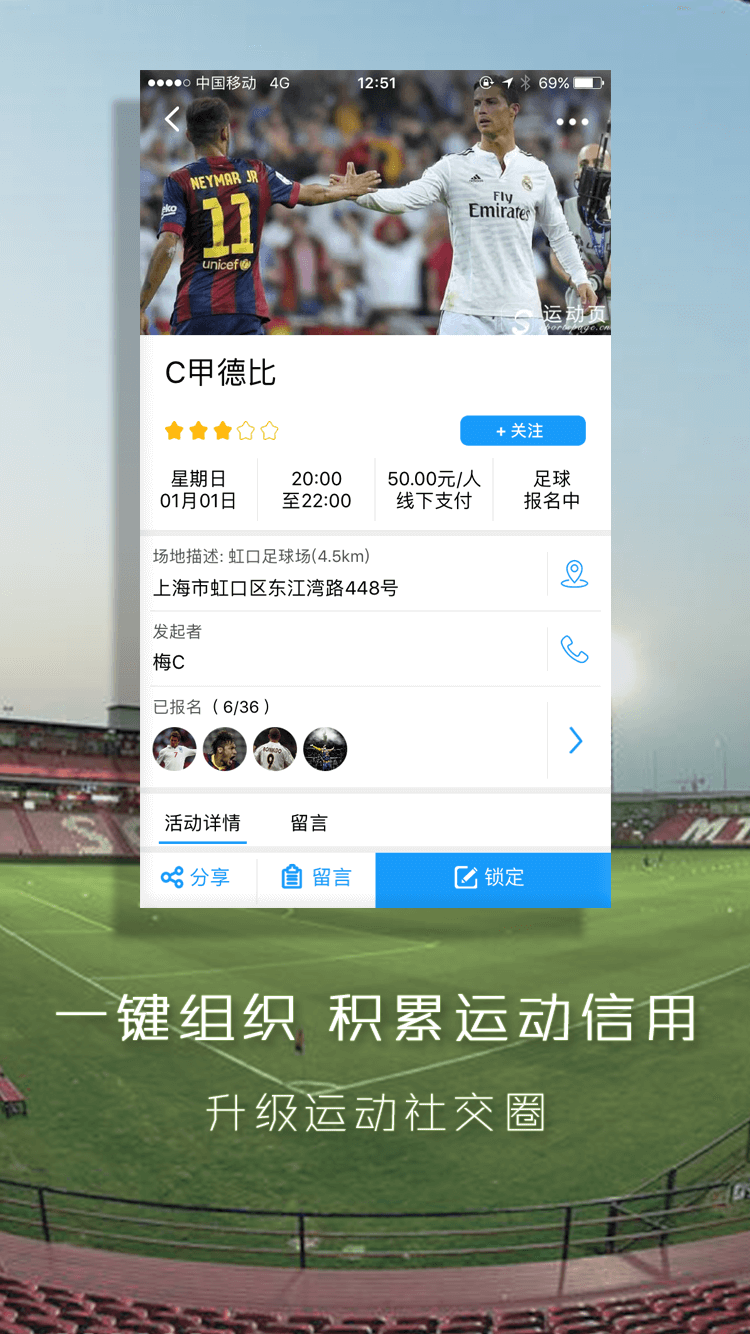 中国移动 4G 12:51 69%
NEYMAR JR
11
unicef
Fly
Emirates
运动页
sportspage.cn
C甲德比
+ 关注
星期日
01月01日
20:00
至22:00
50.00元/人
线下支付
足球
报名中
场地描述: 虹口足球场(4.5km)
上海市虹口区东江湾路448号
发起者
梅C
已报名 ( 6/36 )
7
RONALDO
9
活动详情 留言
分享 留言 锁定
一键组织 积累运动信用
升级运动社交圈